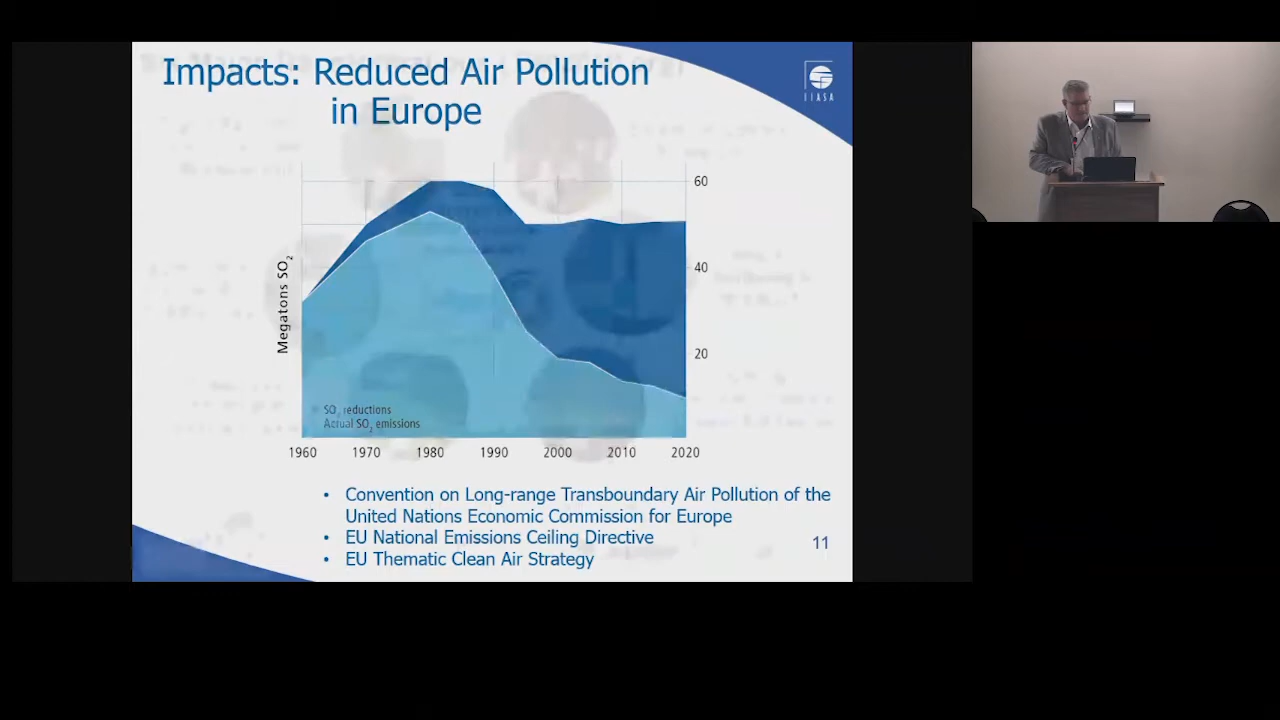 Impacts: Reduced Air Pollution
in Europe
IIASA
60
40
20
Megatons SO2
SO2 reductions
Actual SO2 emissions
1960 1970 1980 1990 2000 2010 2020
• Convention on Long-range Transboundary Air Pollution of the
United Nations Economic Commission for Europe
• EU National Emissions Ceiling Directive
• EU Thematic Clean Air Strategy
11